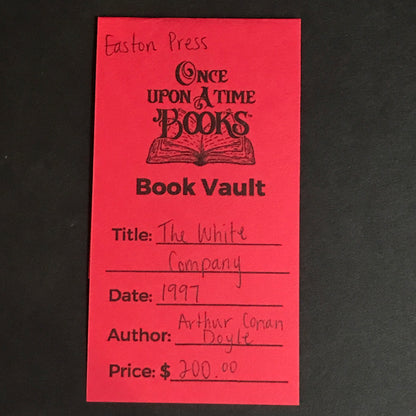 Easton Press
ONCE
UPON A TIME
BOOKS
Book Vault
Title: The White
Company
Date: 1997
Author: Arthur Conan
Doyle
Price: $ 200.00